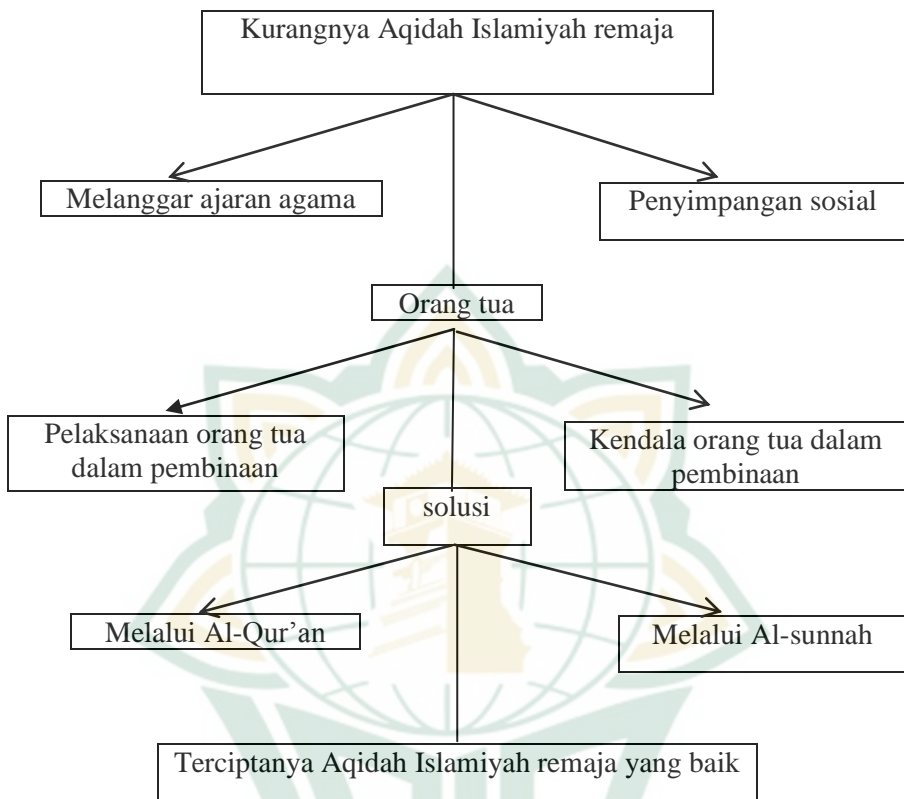 Kurangnya Aqidah Islamiyah remaja
Melanggar ajaran agama
Penyimpangan sosial
Orang tua
Pelaksanaan orang tua
dalam pembinaan
Kendala orang tua dalam
pembinaan
solusi
Melalui Al-Qur’an
Melalui Al-sunnah
Terciptanya Aqidah Islamiyah remaja yang baik